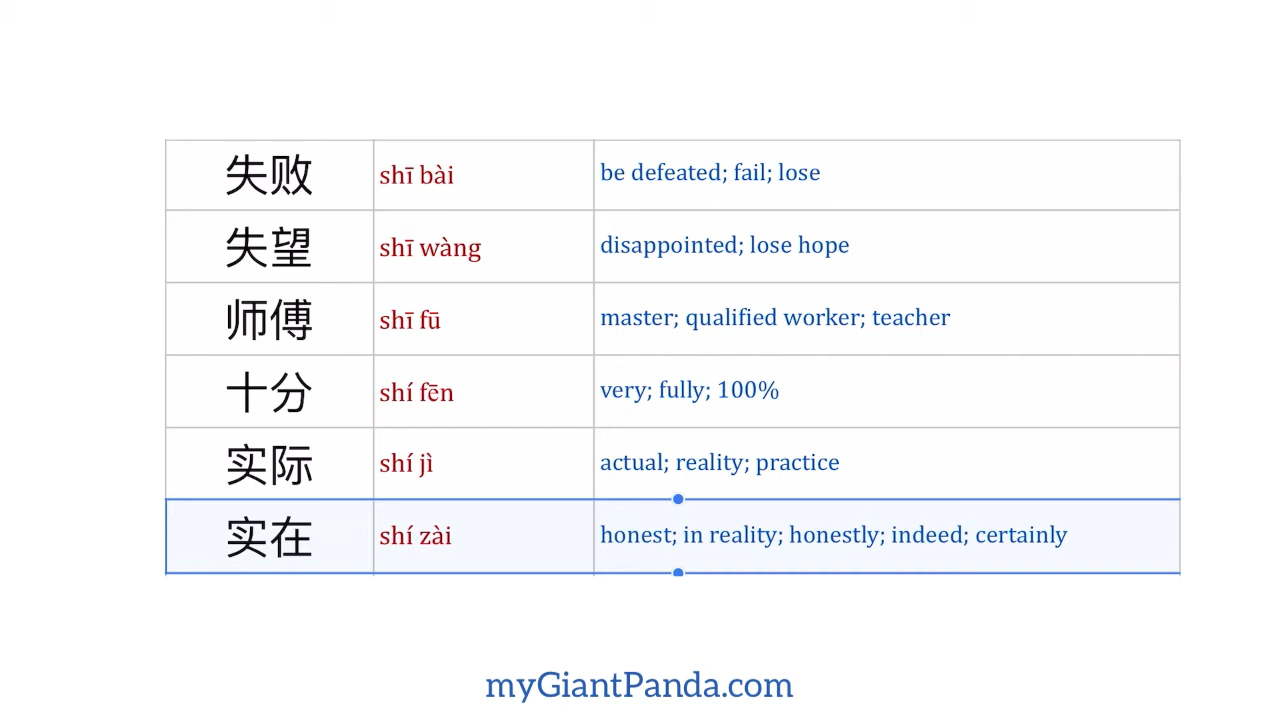 失败 shī bài be defeated; fail; lose
失望 shī wàng disappointed; lose hope
师傅 shī fū master; qualified worker; teacher
十分 shí fēn very; fully; 100%
实际 shí jì actual; reality; practice
实在 shí zài honest; in reality; honestly; indeed; certainly
myGiantPanda.com